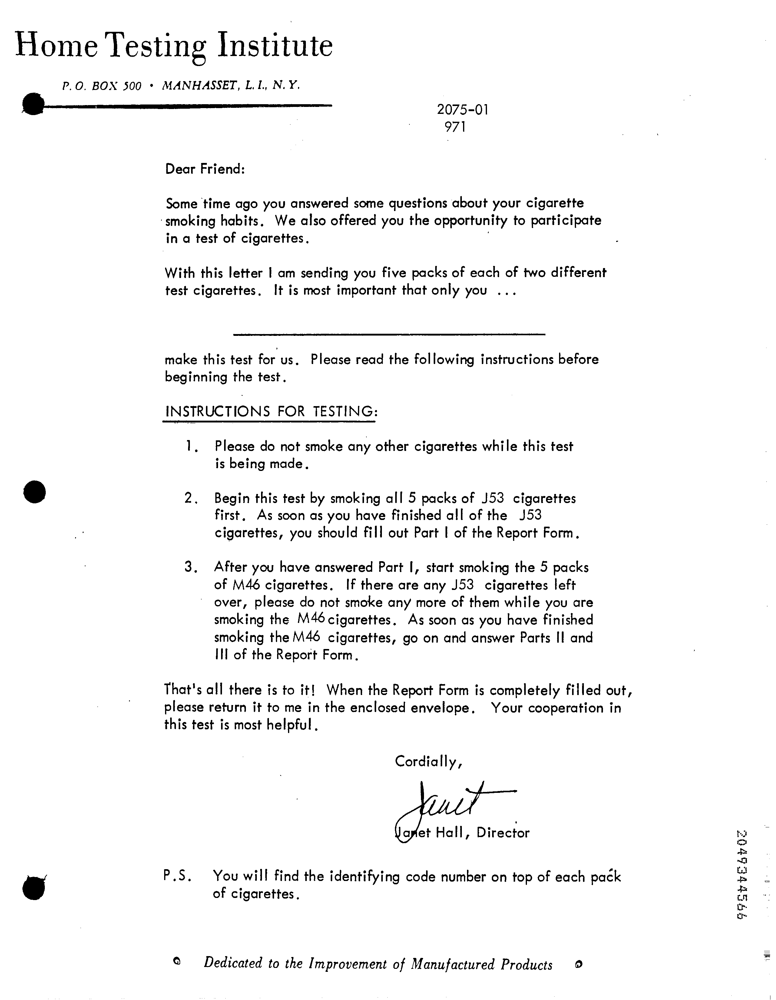 Home Testing Institute
P. O. BOX 500 • MANHASSET, L. I., N. Y.
2075-01
971
Dear Friend:
Some time ago you answered some questions about your cigarette
smoking habits. We also offered you the opportunity to participate
in a test of cigarettes.
With this letter I am sending you five packs of each of two different
test cigarettes. It is most important that only you ...
make this test for us. Please read the following instructions before
beginning the test.
INSTRUCTIONS FOR TESTING:
1. Please do not smoke any other cigarettes while this test
is being made.
2. Begin this test by smoking all 5 packs of J53 cigarettes
first. As soon as you have finished all of the J53
cigarettes, you should fill out Part I of the Report Form.
3. After you have answered Part I, start smoking the 5 packs
of M46 cigarettes. If there are any J53 cigarettes left
over, please do not smoke any more of them while you are
smoking the M46 cigarettes. As soon as you have finished
smoking the M46 cigarettes, go on and answer Parts II and
III of the Report Form.
That's all there is to it! When the Report Form is completely filled out,
please return it to me in the enclosed envelope. Your cooperation in
this test is most helpful.
Cordially,
Janet
Janet Hall, Director
P.S. You will find the identifying code number on top of each pack
of cigarettes.
2049344566
Dedicated to the Improvement of Manufactured Products